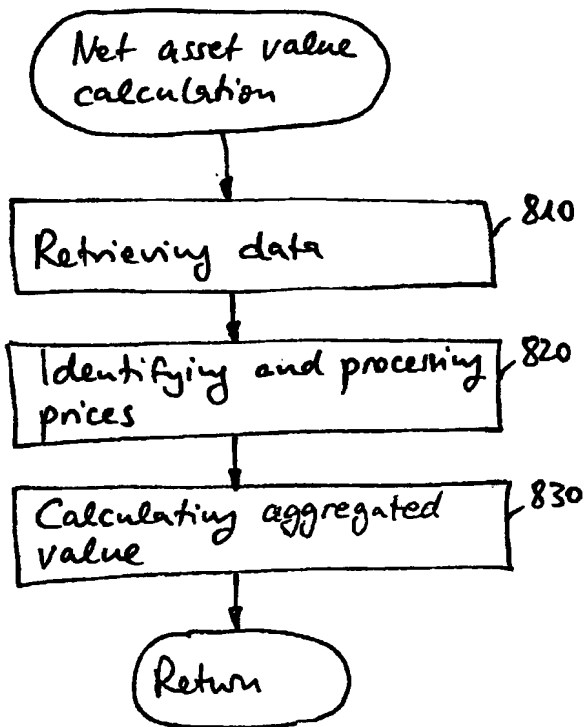 Net asset value
calculation
810
Retrieving data
820
Identifying and processing
prices
830
Calculating aggregated
value
Return